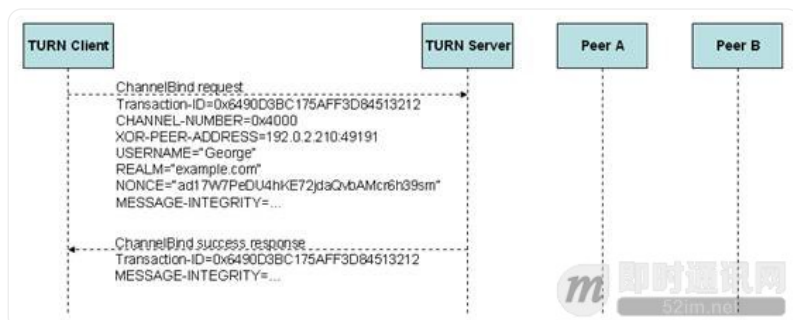 TURN Client
TURN Server
Peer A
Peer B
ChannelBind request
Transaction-ID=0x6490D3BC175AFF3D84513212
CHANNEL-NUMBER=0x4000
XOR-PEER-ADDRESS=192.0.2.210:49191
USERNAME="George"
REALM="example.com"
NONCE="ad17W7PeDU4hKE72jdaQvbAMcr6h39sm"
MESSAGE-INTEGRITY=...
ChannelBind success response
Transaction-ID=0x6490D3BC175AFF3D84513212
MESSAGE-INTEGRITY=...
m 即时通讯网
52im.net